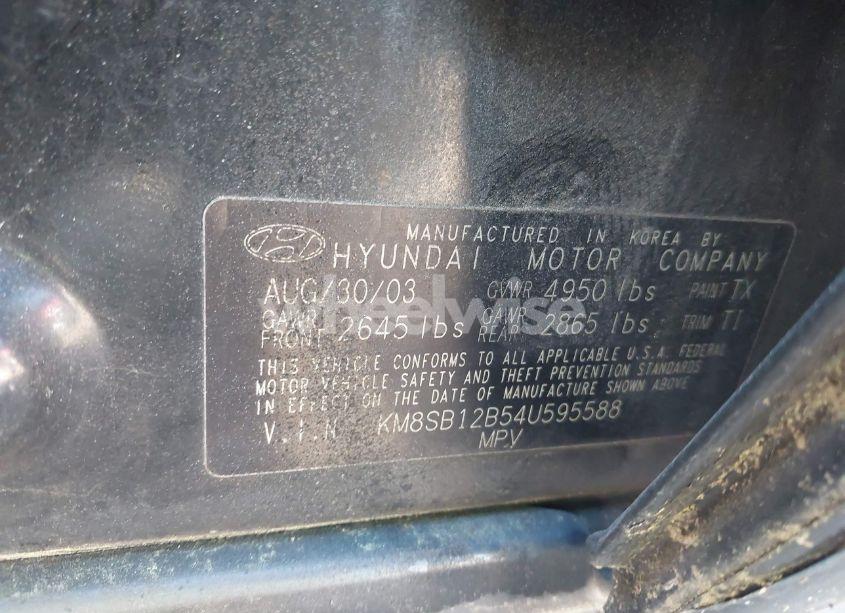 MANUFACTURED IN KOREA BY
HYUNDAI MOTOR COMPANY
AUG/30/03 GVWR 4950 lbs PAINT TX
GAWR FRONT 2645 lbs GAWR REAR 2865 lbs TRIM TI
THIS VEHICLE CONFORMS TO ALL APPLICABLE U.S.A. FEDERAL
MOTOR VEHICLE SAFETY AND THEFT PREVENTION STANDARDS
IN EFFECT ON THE DATE OF MANUFACTURE SHOWN ABOVE
V.I.N KM8SB12B54U595588
MPV
wheelwise